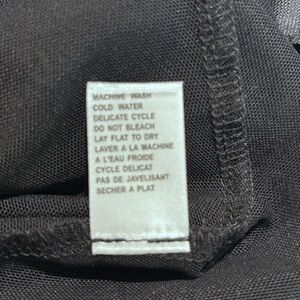 MACHINE WASH
COLD WATER
DELICATE CYCLE
DO NOT BLEACH
LAY FLAT TO DRY
LAVER A LA MACHINE
A L'EAU FROIDE
CYCLE DELICAT
PAS DE JAVELISANT
SECHER A PLAT